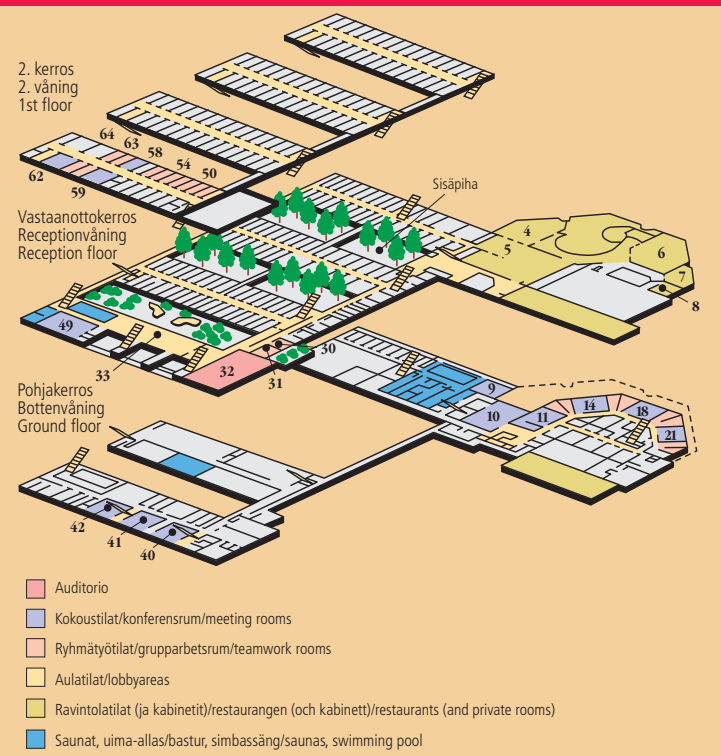 2. kerros
2. våning
1st floor
64
63
58
54
50
62
59
Sisäpiha
Vastaanottokerros
Receptionvåning
Reception floor
4
5
6
7
8
49
33
32
31
30
Pohjakerros
Bottenvåning
Ground floor
9
10
11
14
18
21
42
41
40
Auditorio
Kokoustilat/konferensrum/meeting rooms
Ryhmätyötilat/grupparbetsrum/teamwork rooms
Aulatilat/lobbyareas
Ravintolatilat (ja kabinetit)/restaurangen (och kabinett)/restaurants (and private rooms)
Saunat, uima-allas/bastur, simbassäng/saunas, swimming pool